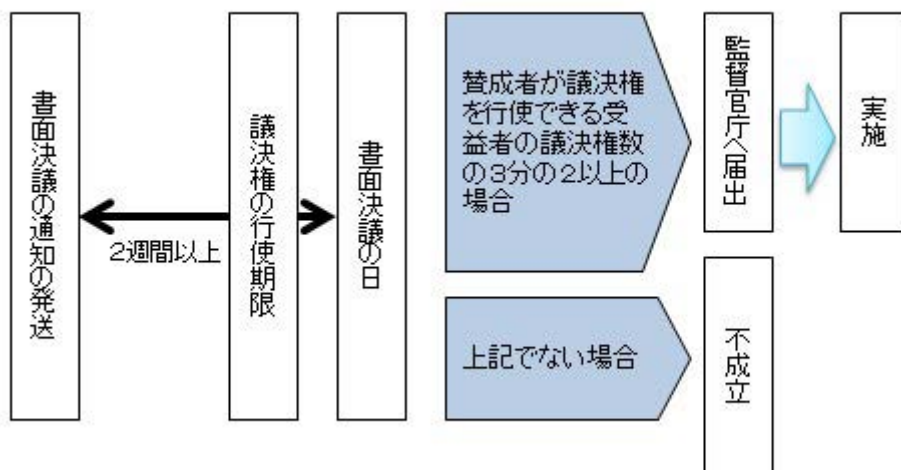 書面決議の通知の発送
2週間以上
議決権の行使期限
書面決議の日
賛成者が議決権
を行使できる受
益者の議決権数
の3分の2以上の
場合
監督官庁へ届出
実施
上記でない場合
不成立